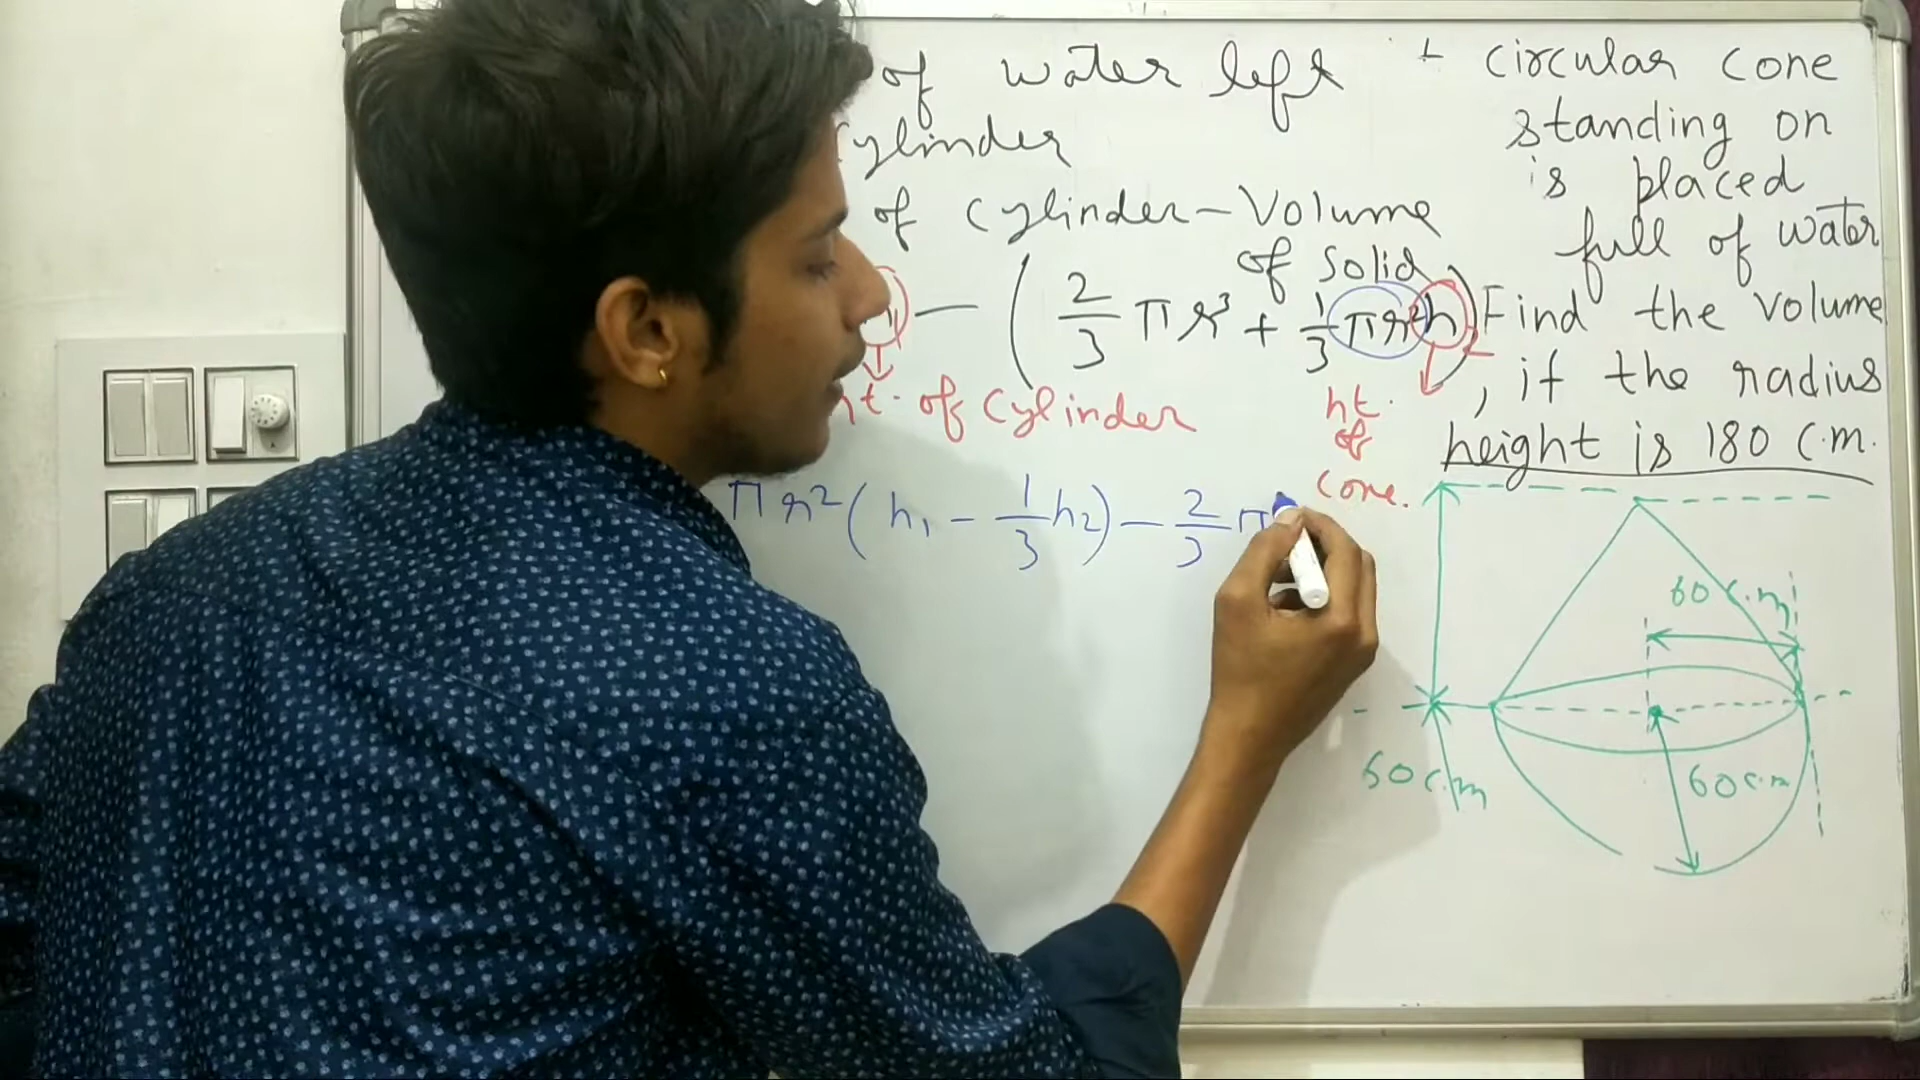 of water left
cylinder
of cylinder - Volume
of solid
- ( 2/3 πr³ + 1/3 πr²h )
ht. of Cylinder
ht.
of
cone.
πr² ( h₁ - 1/3 h₂ ) - 2/3 π
circular cone
standing on
is placed
full of water
Find the volume
, if the radius
height is 180 C.m.
60 C.m
60 c.m